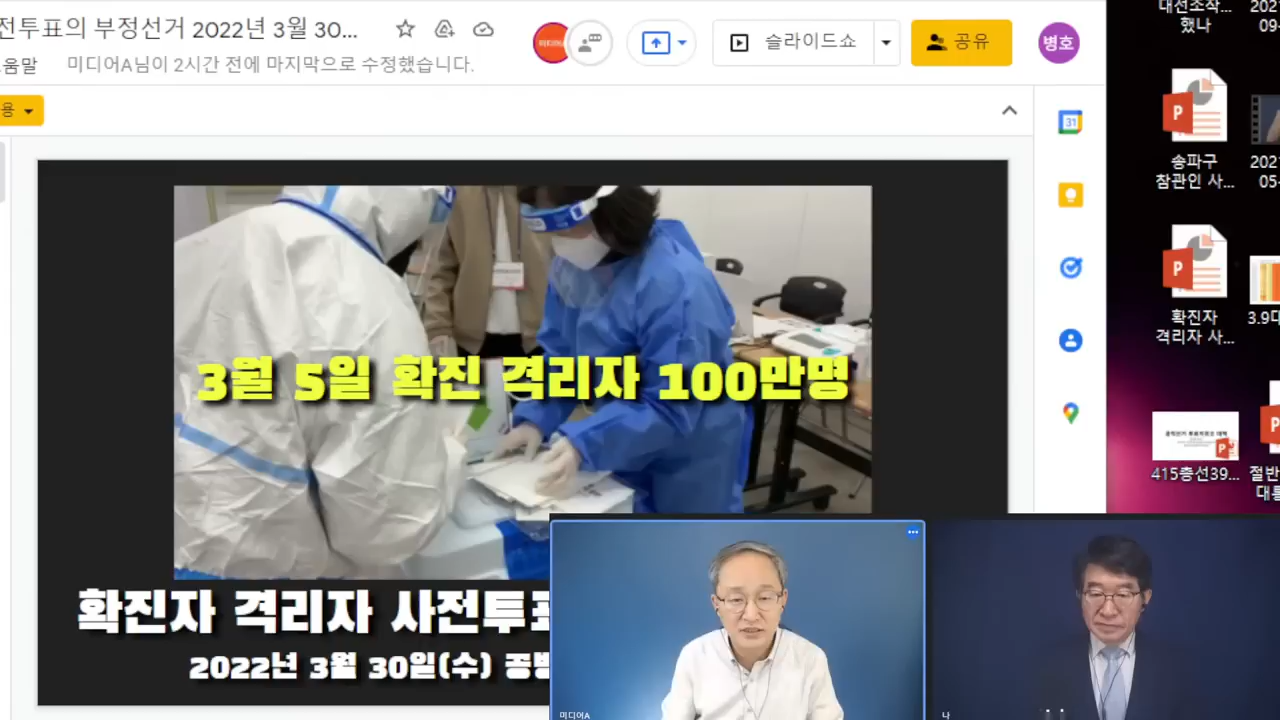 전투표의 부정선거 2022년 3월 30...
움말 미디어A님이 2시간 전에 마지막으로 수정했습니다.
슬라이드쇼
공유
병호
용
31
3월 5일 확진 격리자 100만명
확진자 격리자 사전투표
2022년 3월 30일(수)
미디어A
나
대선조작...
했나
202
09-
송파구
참관인 사...
202
05-
확진자
격리자 사...
3.9대
415총선39...
절반
대통